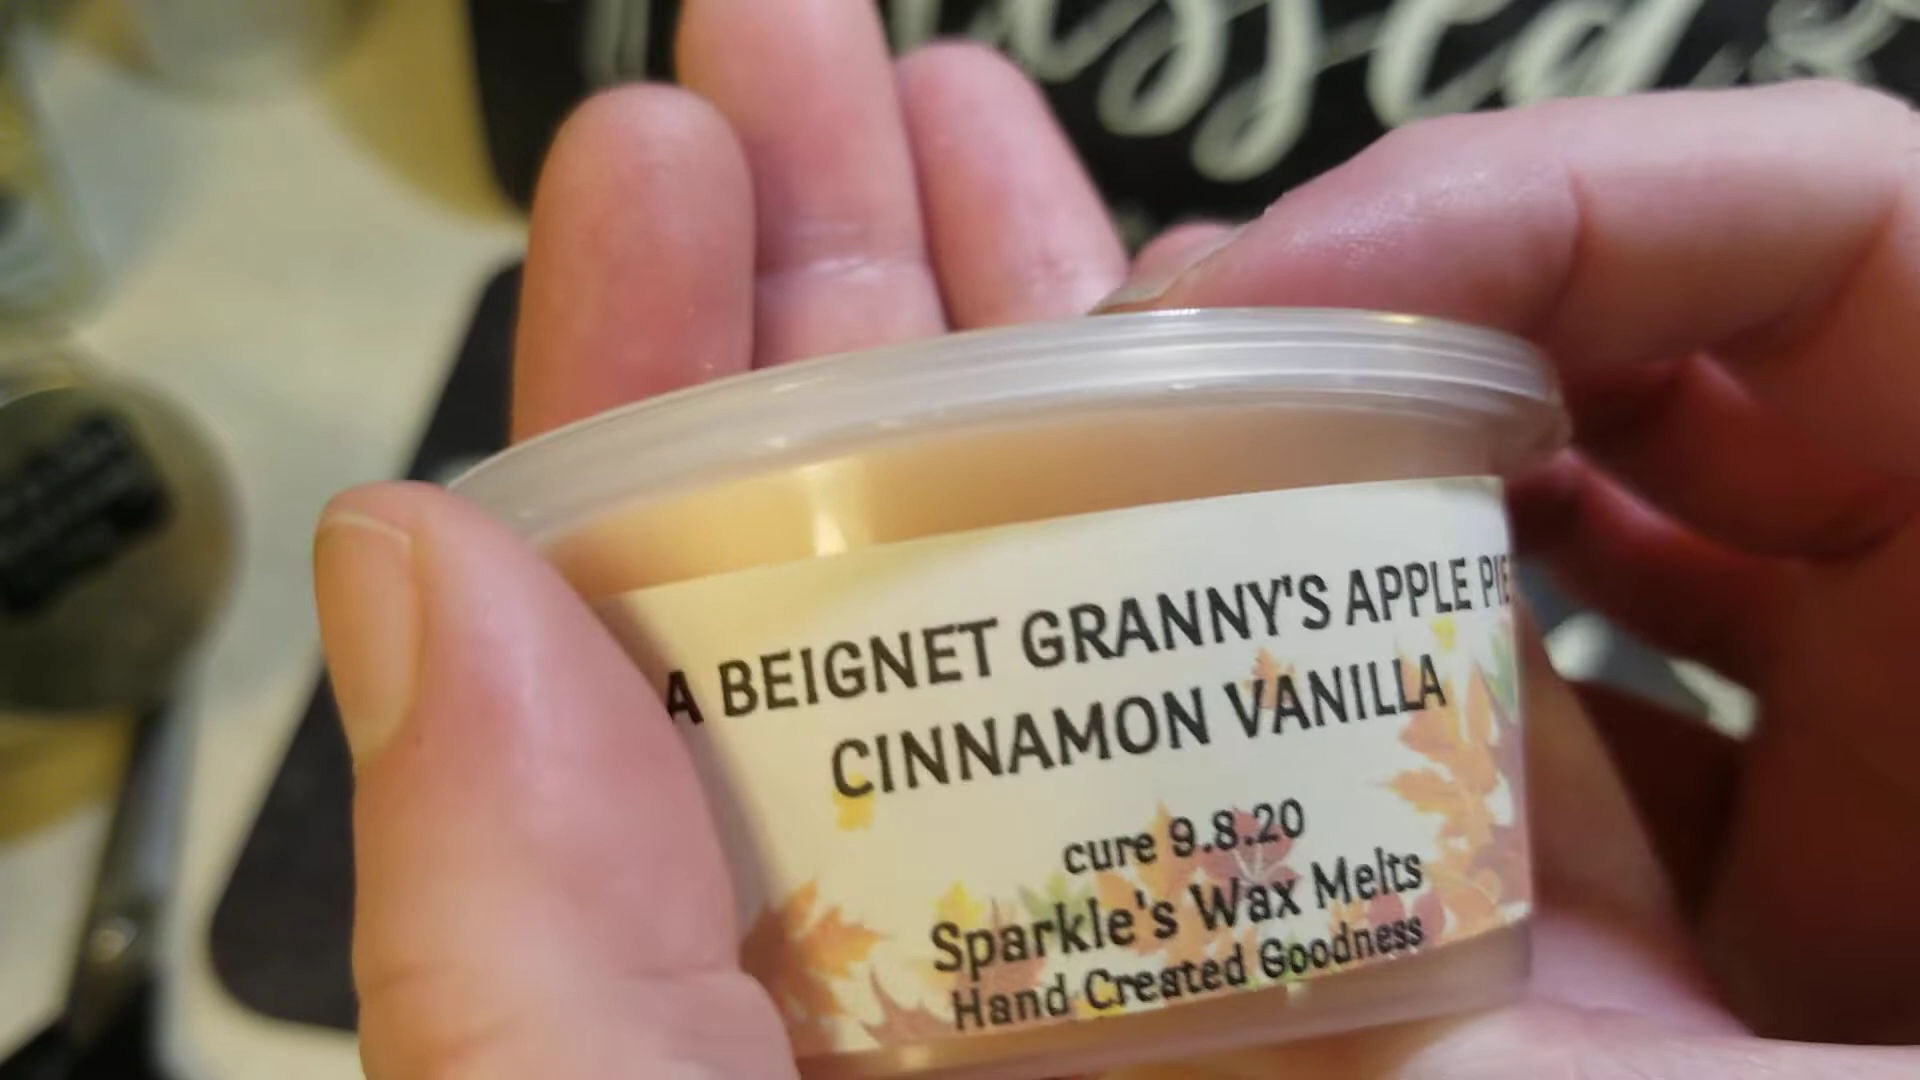 A BEIGNET GRANNY'S APPLE PIE
CINNAMON VANILLA
cure 9.8.20
Sparkle's Wax Melts
Hand Created Goodness